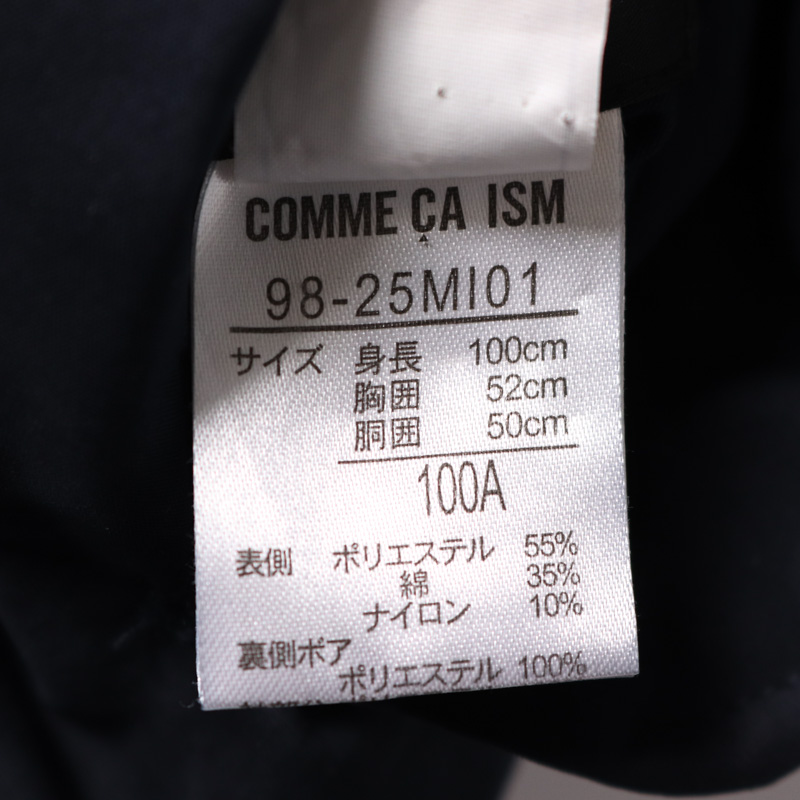 COMME ÇA ISM
98-25MI01
サイズ 身長 100cm
胸囲 52cm
胴囲 50cm
100A
表側 ポリエステル 55%
綿 35%
ナイロン 10%
裏側ボア
ポリエステル 100%